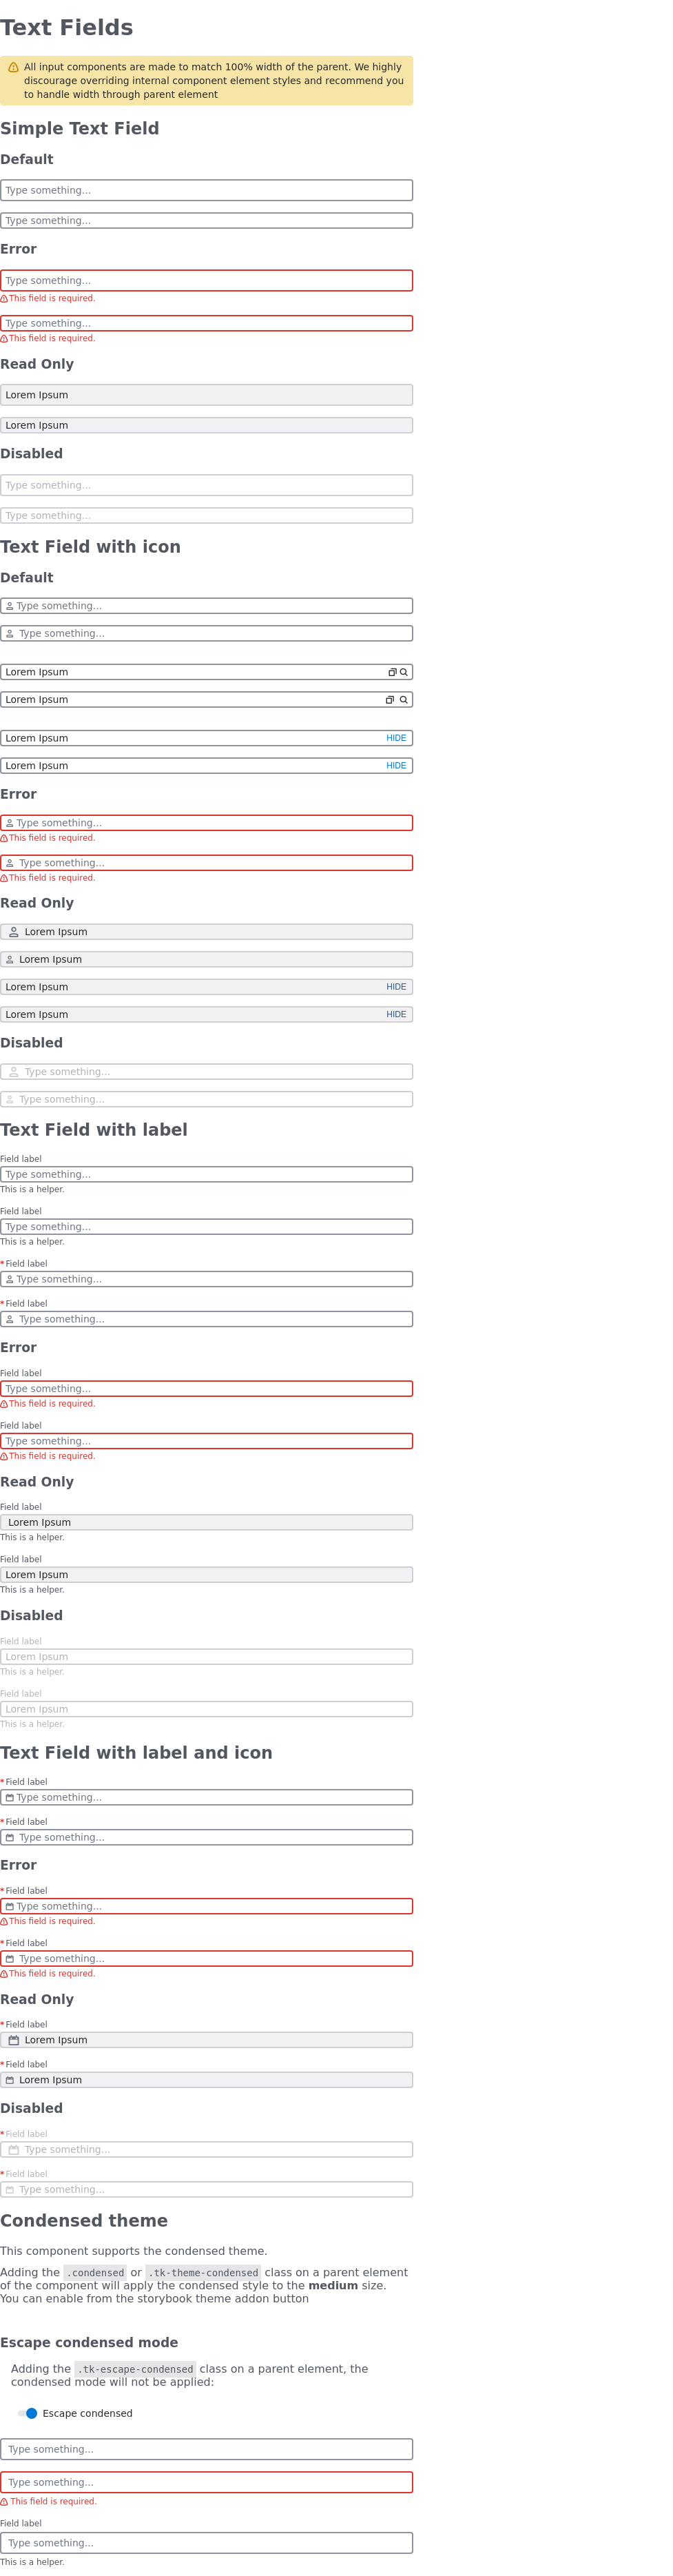 Text Fields
All input components are made to match 100% width of the parent. We highly
discourage overriding internal component element styles and recommend you
to handle width through parent element
Simple Text Field
Default
Type something...
Type something...
Error
Type something...
This field is required.
Type something...
This field is required.
Read Only
Lorem Ipsum
Lorem Ipsum
Disabled
Type something...
Type something...
Text Field with icon
Default
Type something...
Type something...
Lorem Ipsum
Lorem Ipsum
Lorem Ipsum HIDE
Lorem Ipsum HIDE
Error
Type something...
This field is required.
Type something...
This field is required.
Read Only
Lorem Ipsum
Lorem Ipsum
Lorem Ipsum HIDE
Lorem Ipsum HIDE
Disabled
Type something...
Type something...
Text Field with label
Field label
Type something...
This is a helper.
Field label
Type something...
This is a helper.
*Field label
Type something...
*Field label
Type something...
Error
Field label
Type something...
This field is required.
Field label
Type something...
This field is required.
Read Only
Field label
Lorem Ipsum
This is a helper.
Field label
Lorem Ipsum
This is a helper.
Disabled
Field label
Lorem Ipsum
This is a helper.
Field label
Lorem Ipsum
This is a helper.
Text Field with label and icon
*Field label
Type something...
*Field label
Type something...
Error
*Field label
Type something...
This field is required.
*Field label
Type something...
This field is required.
Read Only
*Field label
Lorem Ipsum
*Field label
Lorem Ipsum
Disabled
*Field label
Type something...
*Field label
Type something...
Condensed theme
This component supports the condensed theme.
Adding the .condensed or .tk-theme-condensed class on a parent element
of the component will apply the condensed style to the medium size.
You can enable from the storybook theme addon button
Escape condensed mode
Adding the .tk-escape-condensed class on a parent element, the
condensed mode will not be applied:
Escape condensed
Type something...
Type something...
This field is required.
Field label
Type something...
This is a helper.